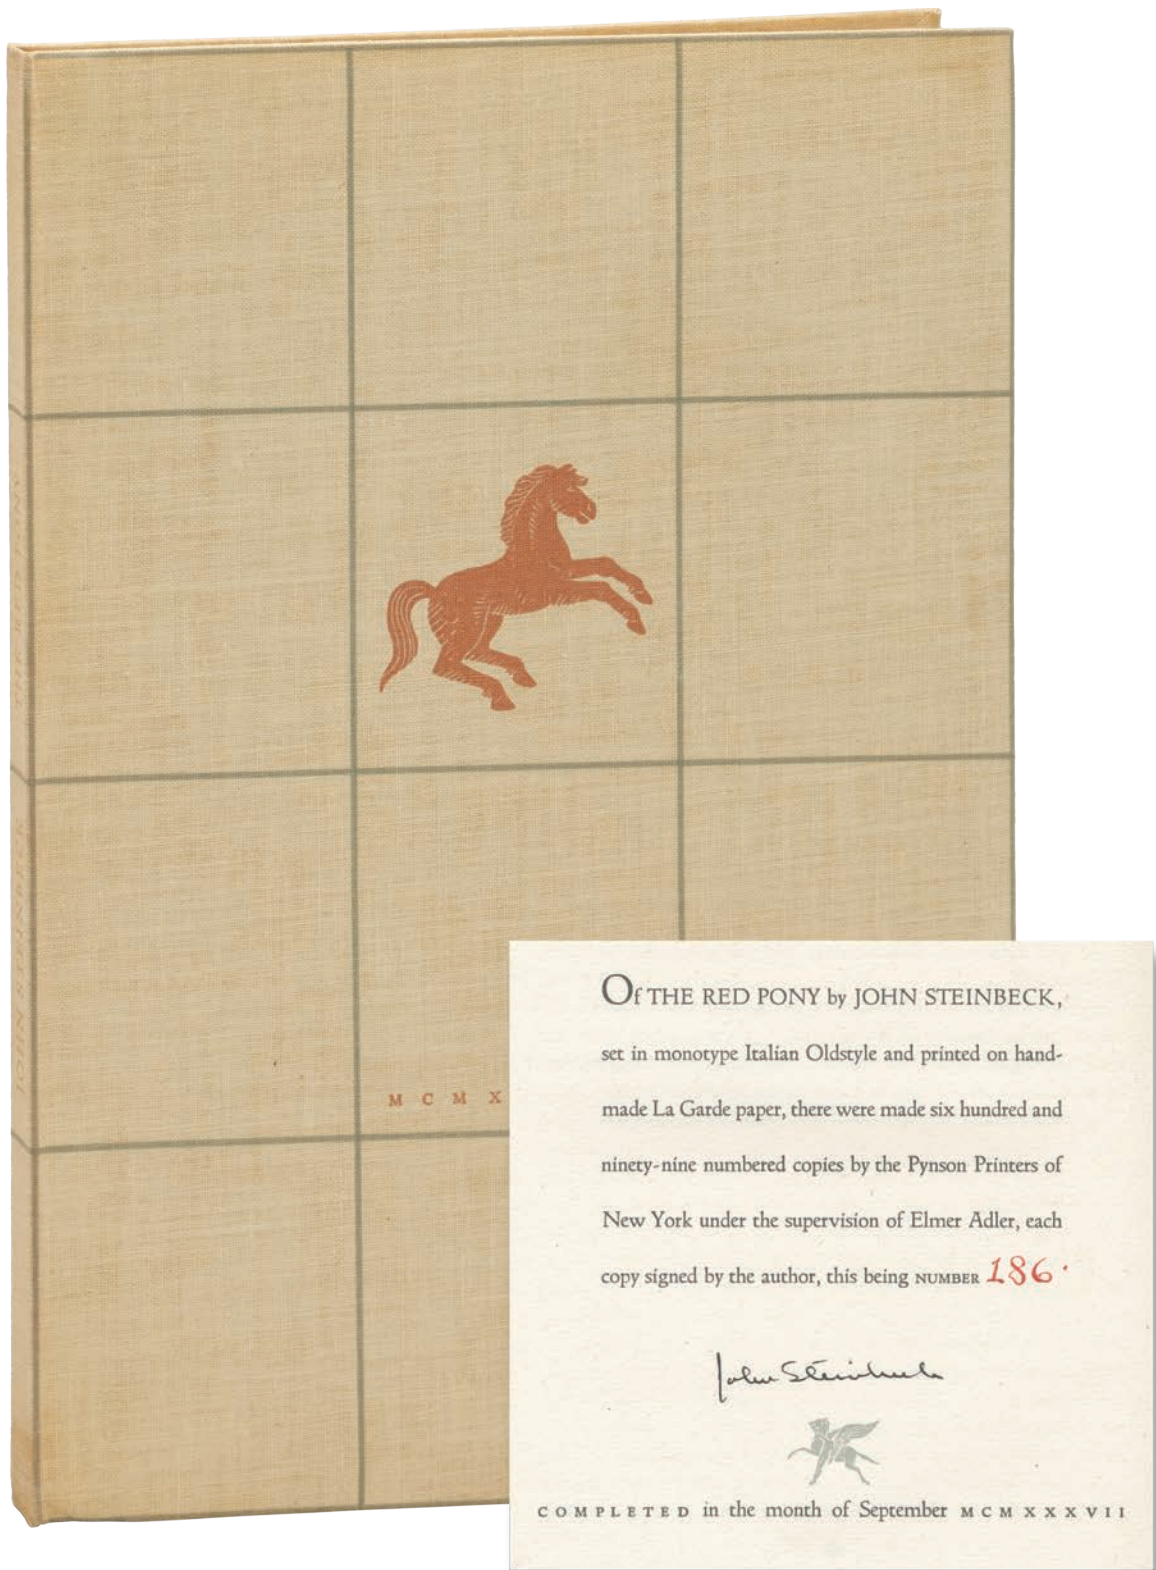 THE RED PONY
JOHN STEINBECK
M C M X
Of THE RED PONY by JOHN STEINBECK,
set in monotype Italian Oldstyle and printed on hand-
made La Garde paper, there were made six hundred and
ninety-nine numbered copies by the Pynson Printers of
New York under the supervision of Elmer Adler, each
copy signed by the author, this being NUMBER 186.
John Steinbeck
COMPLETED in the month of September MCMXXXVII